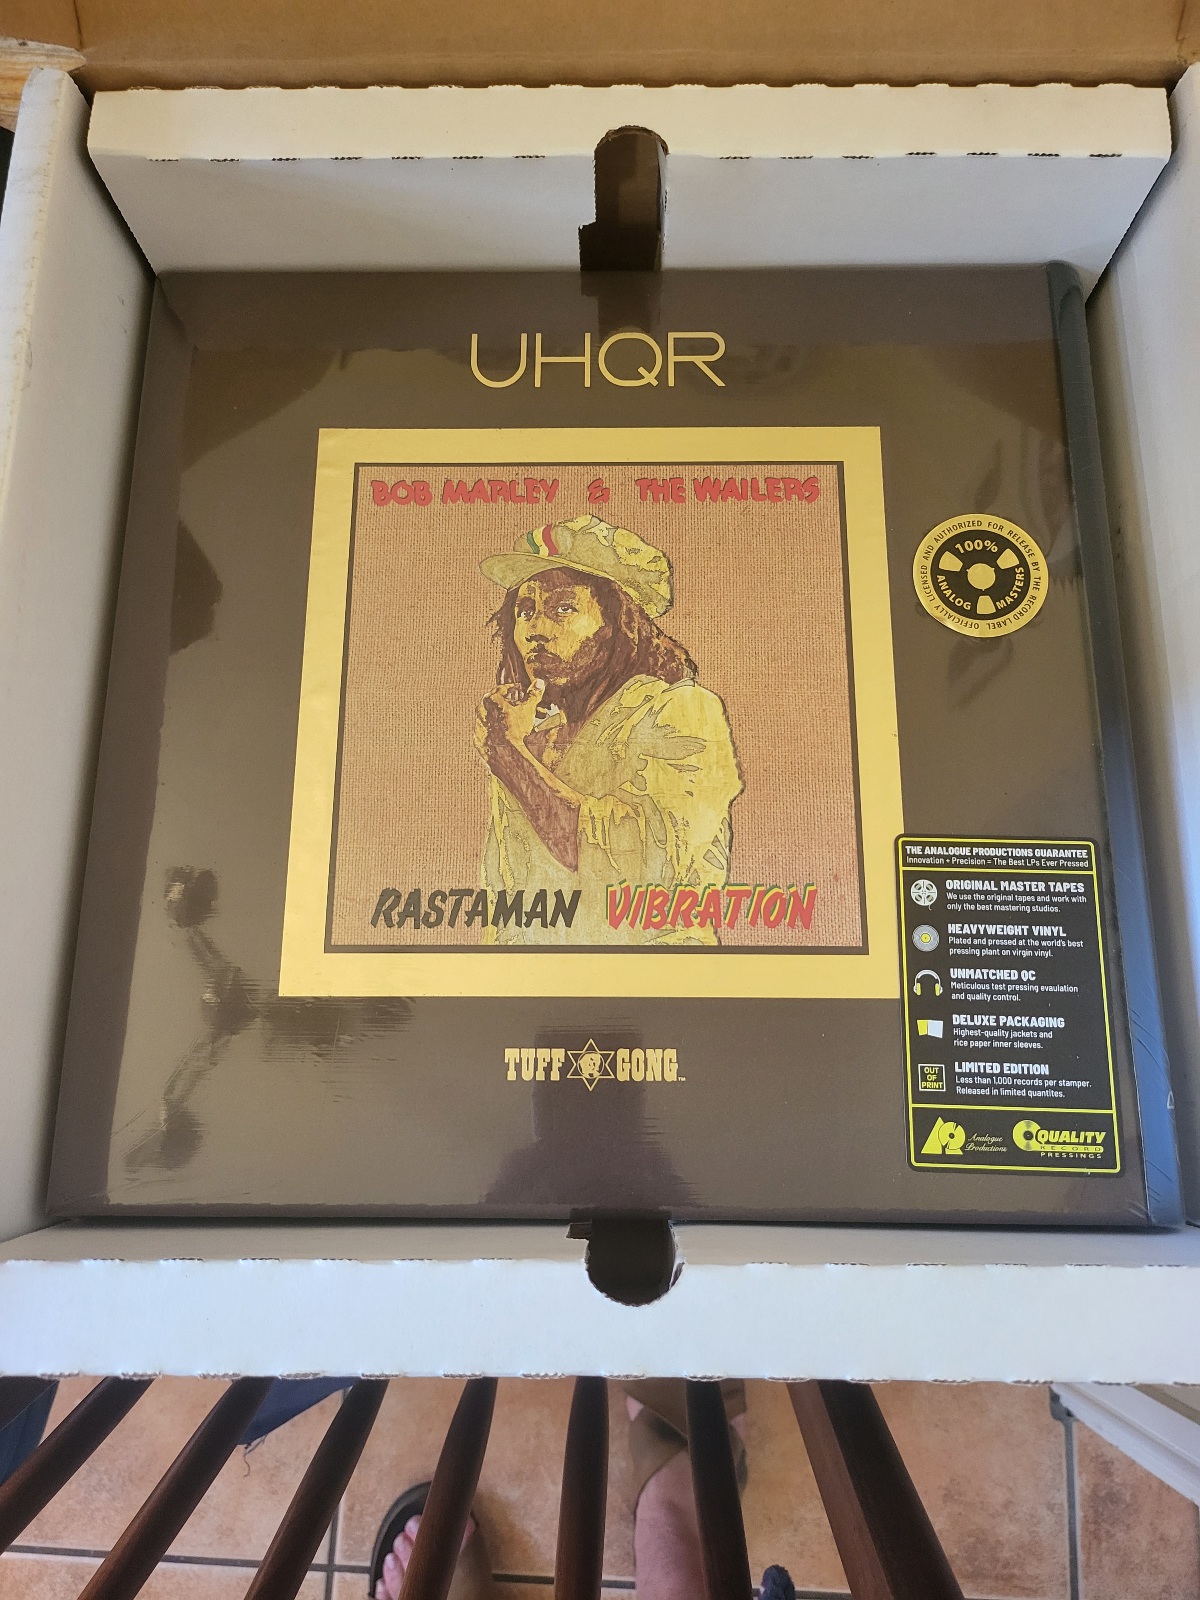 UHQR
BOB MARLEY & THE WAILERS
OFFICIALLY LICENSED AND AUTHORIZED FOR RELEASE BY THE RECORD LABEL
100%
ANALOG MASTERS
RASTAMAN VIBRATION
TUFF GONG™
THE ANALOGUE PRODUCTIONS GUARANTEE
Innovation + Precision = The Best LPs Ever Pressed
ORIGINAL MASTER TAPES
We use the original tapes and work with
only the best mastering studios.
HEAVYWEIGHT VINYL
Plated and pressed at the world's best
pressing plant on virgin vinyl.
UNMATCHED QC
Meticulous test pressing evaulation
and quality control.
DELUXE PACKAGING
Highest-quality jackets and
rice paper inner sleeves.
OUT
OF
PRINT
LIMITED EDITION
Less than 1,000 records per stamper.
Released in limited quantites.
Analogue
Productions
QUALITY
RECORD
PRESSINGS